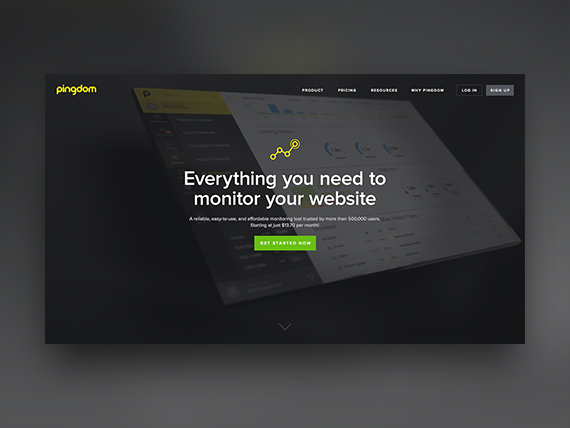 pingdom
PRODUCT PRICING RESOURCES WHY PINGDOM LOG IN SIGN UP
Everything you need to
monitor your website
A reliable, easy-to-use, and affordable monitoring tool trusted by more than 500,000 users.
Starting at just $13.70 per month!
GET STARTED NOW